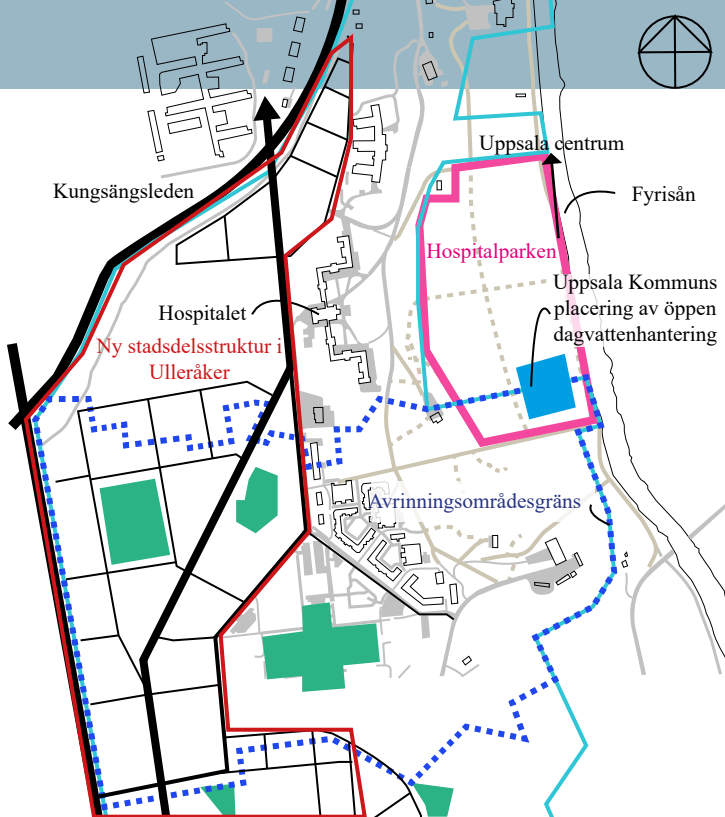 Uppsala centrum
Kungsängsleden
Fyrisån
Hospitalparken
Uppsala Kommuns
placering av öppen
dagvattenhantering
Hospitalet
Ny stadsdelsstruktur i
Ulleråker
Avrinningsområdesgräns